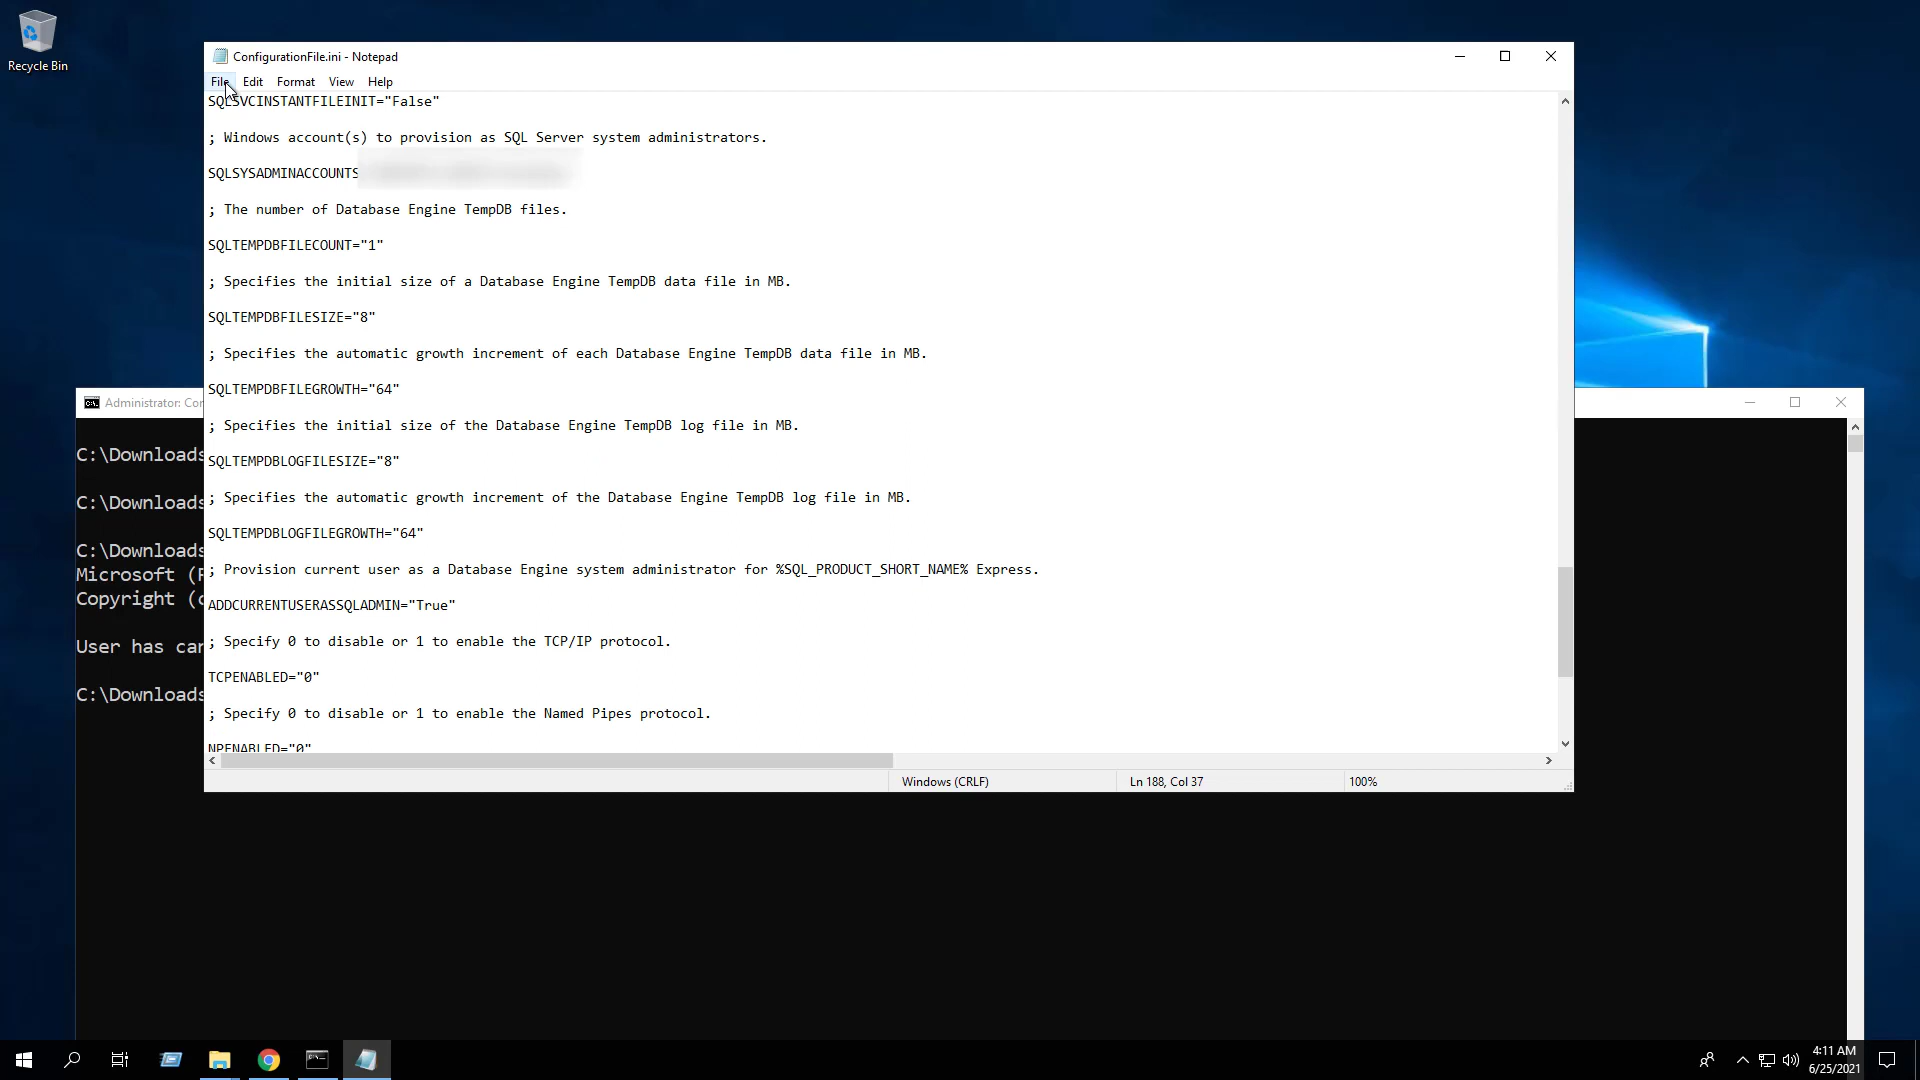 Recycle Bin
ConfigurationFile.ini - Notepad
File Edit Format View Help
SQLSVCINSTANTFILEINIT="False"
; Windows account(s) to provision as SQL Server system administrators.
SQLSYSADMINACCOUNTS
; The number of Database Engine TempDB files.
SQLTEMPDBFILECOUNT="1"
; Specifies the initial size of a Database Engine TempDB data file in MB.
SQLTEMPDBFILESIZE="8"
; Specifies the automatic growth increment of each Database Engine TempDB data file in MB.
SQLTEMPDBFILEGROWTH="64"
; Specifies the initial size of the Database Engine TempDB log file in MB.
SQLTEMPDBLOGFILESIZE="8"
; Specifies the automatic growth increment of the Database Engine TempDB log file in MB.
SQLTEMPDBLOGFILEGROWTH="64"
; Provision current user as a Database Engine system administrator for %SQL_PRODUCT_SHORT_NAME% Express.
ADDCURRENTUSERASSQLADMIN="True"
; Specify 0 to disable or 1 to enable the TCP/IP protocol.
TCPENABLED="0"
; Specify 0 to disable or 1 to enable the Named Pipes protocol.
NPENABLED="0"
Windows (CRLF) Ln 188, Col 37 100%
Administrator: Co
C:\Downloads
C:\Downloads
C:\Downloads
Microsoft (
Copyright (
User has ca
C:\Downloads
4:11 AM
6/25/2021